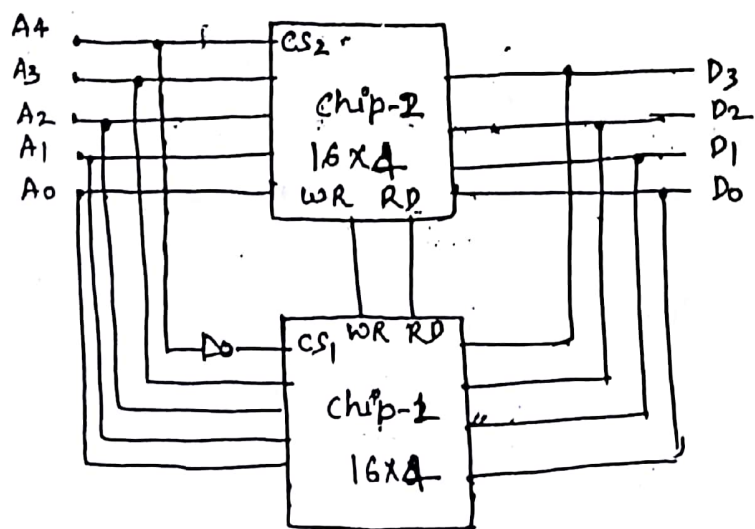 A4
A3
A2
A1
A0
CS2
Chip-2
16x4
WR RD
D3
D2
D1
D0
WR RD
CS1
Chip-1
16x4